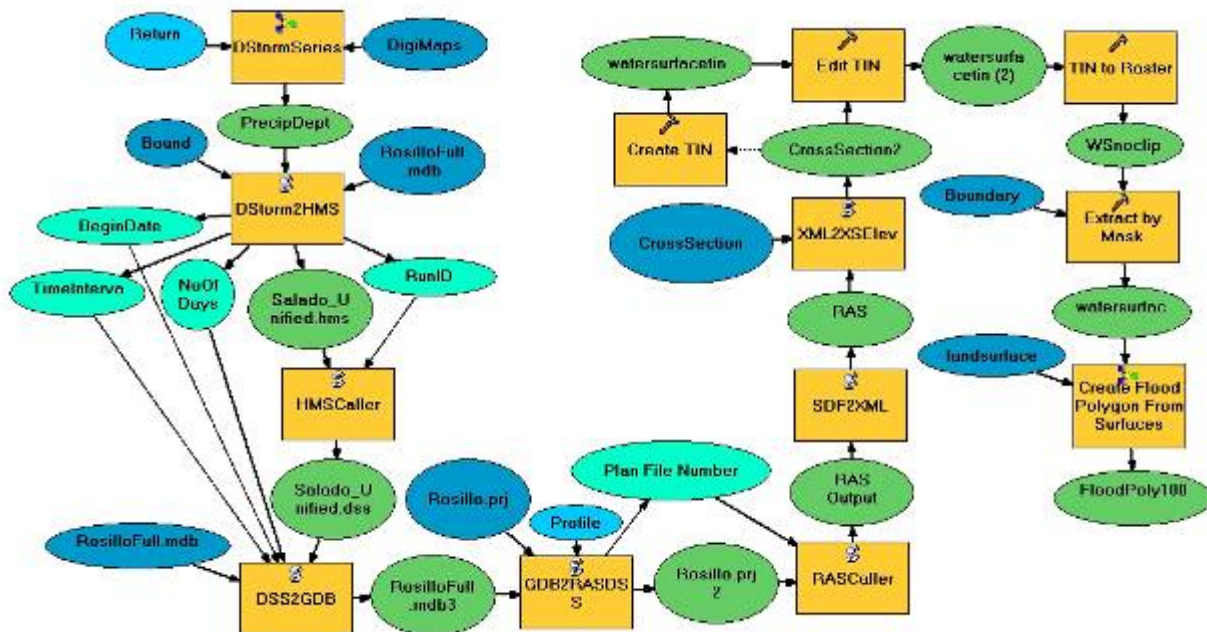 Return
DStormSeries
DigiMaps
PrecipDept
Bound
RosilloFull
.mdb
DStorm2HMS
BeginDate
TimeInterva
NoOf
Days
Salado_U
nified.hms
RunID
HMSCaller
Salado_U
nified.dss
RosilloFull.mdb
DSS2GDB
RosilloFull
.mdb3
Rosillo.prj
Profile
GDB2RASDS
S
Plan File Number
Rosillo.prj
2
RASCaller
RAS
Output
SDF2XML
RAS
CrossSection
XML2XSElev
CrossSection2
Create TIN
watersurfacetin
Edit TIN
watersurfa
cetin (2)
TIN to Raster
WSnoclip
Boundary
Extract by
Mask
watersurfac
landsurface
Create Flood
Polygon From
Surfaces
FloodPoly100